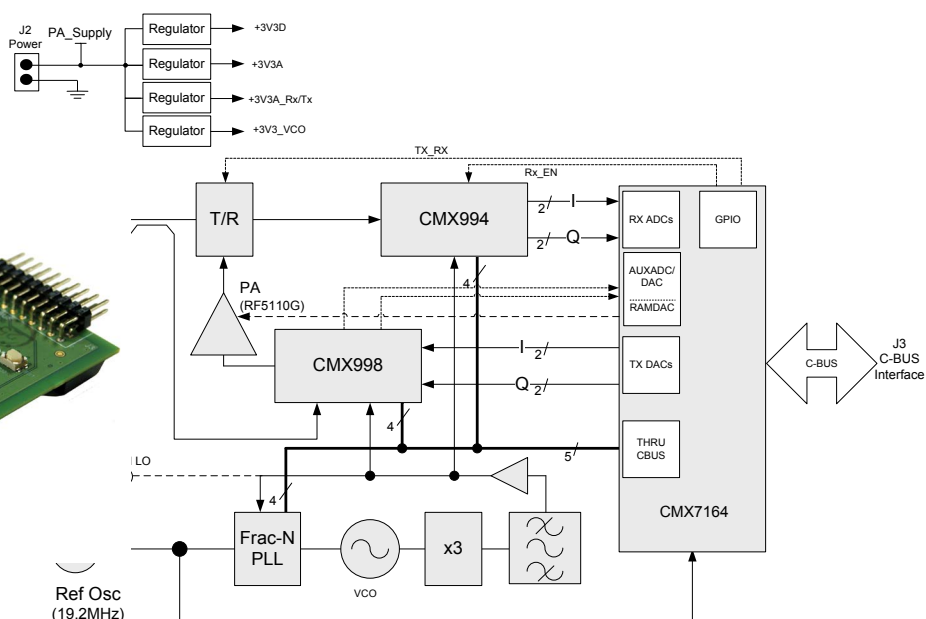 J2
Power
PA_Supply
Regulator
+3V3D
Regulator
+3V3A
Regulator
+3V3A_Rx/Tx
Regulator
+3V3_VCO
TX_RX
Rx_EN
T/R
CMX994
2
I
2
Q
RX ADCs
GPIO
4
AUXADC/
DAC
RAMDAC
PA
(RF5110G)
CMX998
I
2
Q
2
TX DACs
C-BUS
J3
C-BUS
Interface
4
5
THRU
CBUS
LO
4
CMX7164
Frac-N
PLL
VCO
x3
Ref Osc
(19.2MHz)